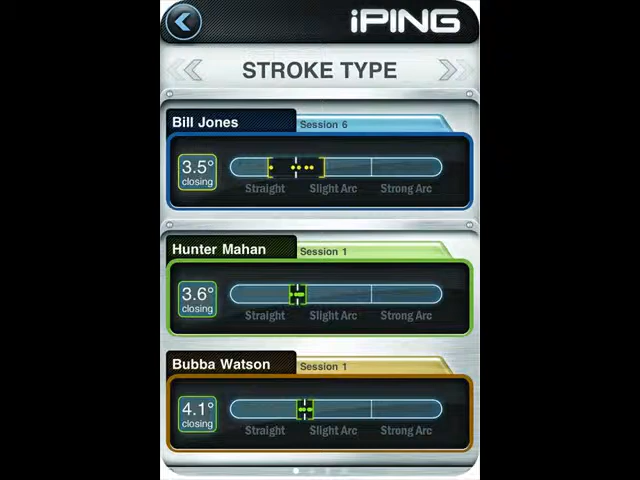 iPING
STROKE TYPE
Bill Jones
Session 6
3.5°
closing
Straight Slight Arc Strong Arc
Hunter Mahan
Session 1
3.6°
closing
Straight Slight Arc Strong Arc
Bubba Watson
Session 1
4.1°
closing
Straight Slight Arc Strong Arc